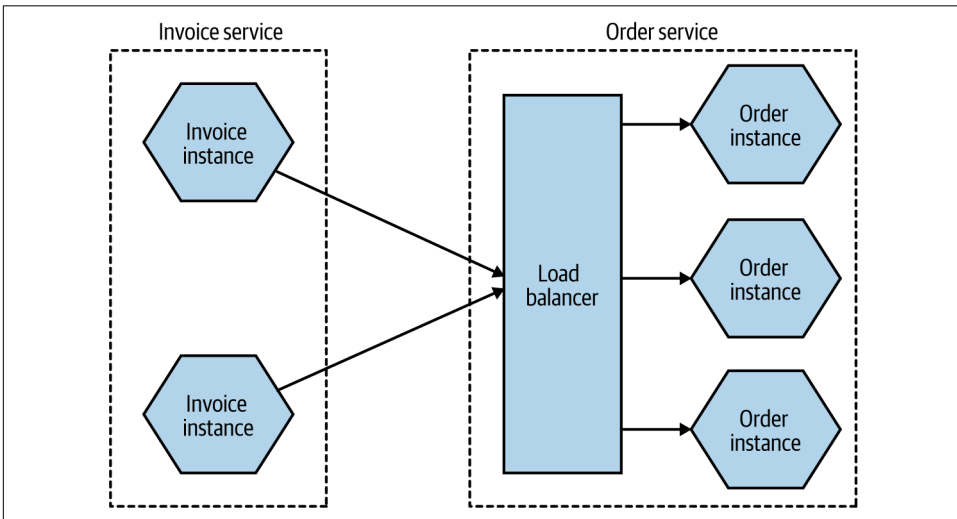 Invoice service
Order service
Invoice
instance
Invoice
instance
Load
balancer
Order
instance
Order
instance
Order
instance